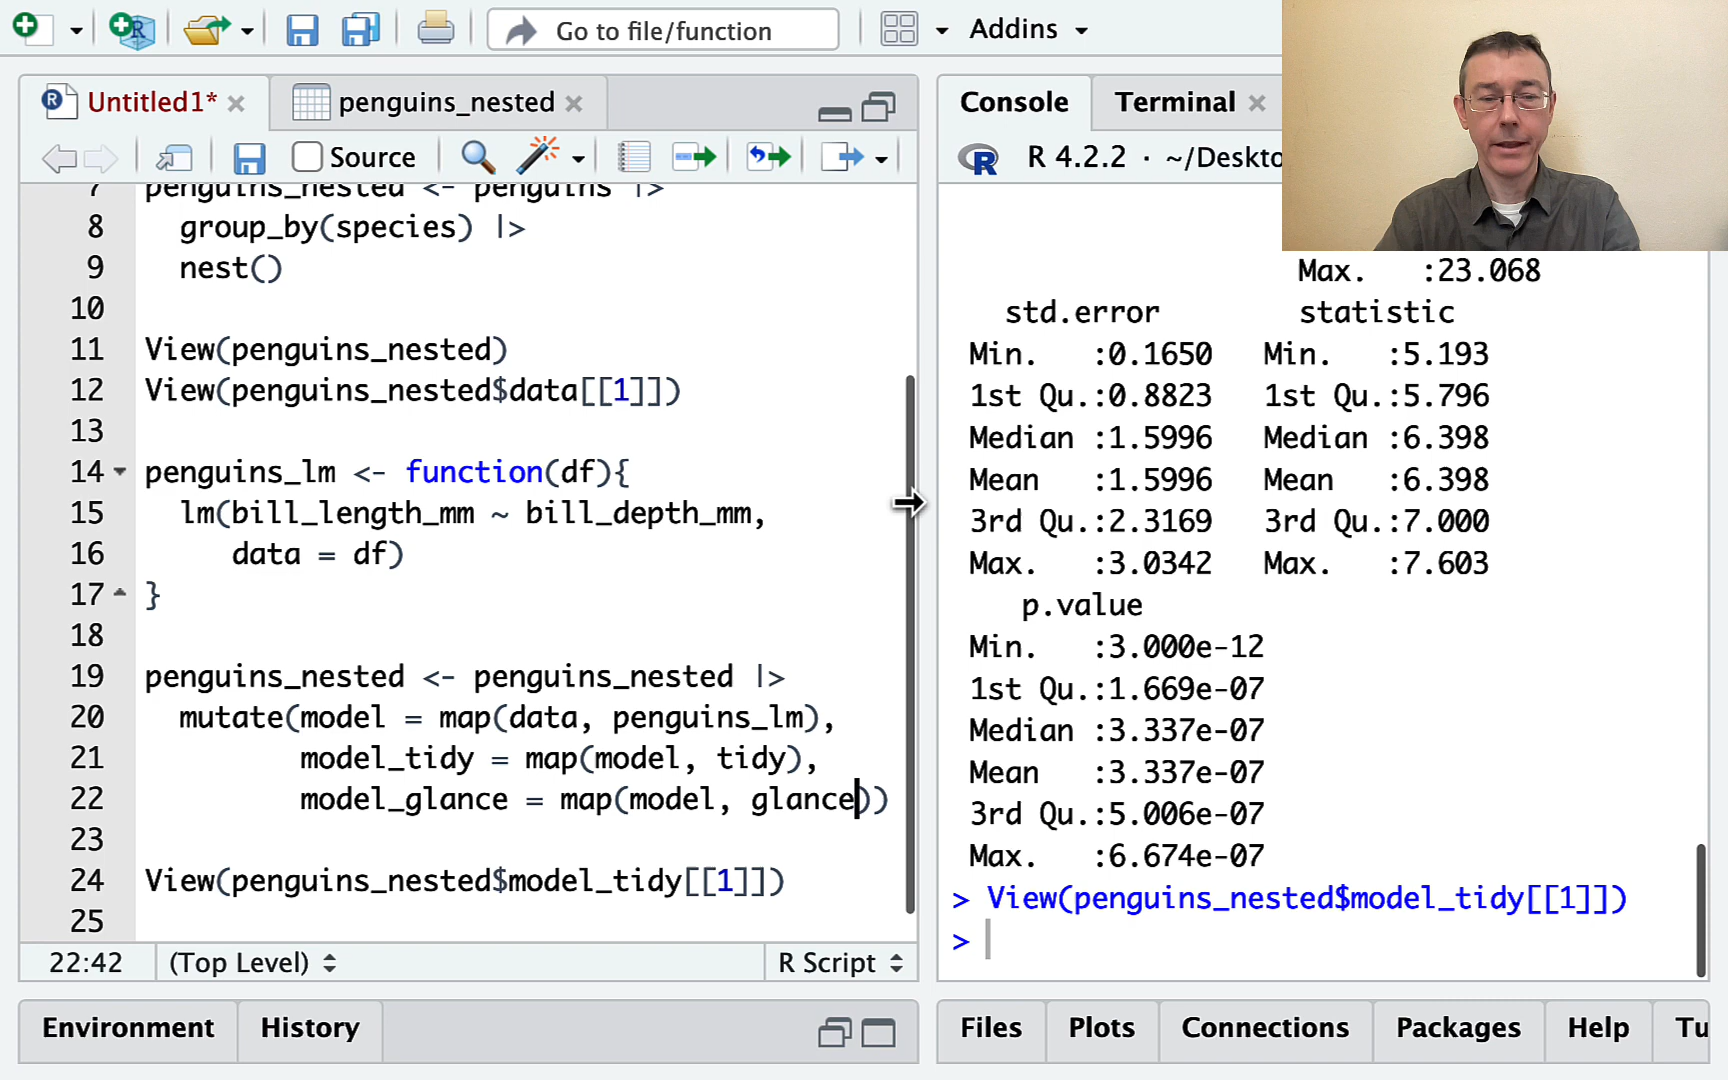 Go to file/function
Addins
Untitled1*
penguins_nested
Console
Terminal
Source
R 4.2.2 · ~/Deskto
7 penguins_nested <- penguins |>
8 group_by(species) |>
9 nest()
10
11 View(penguins_nested)
12 View(penguins_nested$data[[1]])
13
14 penguins_lm <- function(df){
15 lm(bill_length_mm ~ bill_depth_mm,
16 data = df)
17 }
18
19 penguins_nested <- penguins_nested |>
20 mutate(model = map(data, penguins_lm),
21 model_tidy = map(model, tidy),
22 model_glance = map(model, glance))
23
24 View(penguins_nested$model_tidy[[1]])
25
22:42 (Top Level) R Script
Max. :23.068
std.error statistic
Min. :0.1650 Min. :5.193
1st Qu.:0.8823 1st Qu.:5.796
Median :1.5996 Median :6.398
Mean :1.5996 Mean :6.398
3rd Qu.:2.3169 3rd Qu.:7.000
Max. :3.0342 Max. :7.603
p.value
Min. :3.000e-12
1st Qu.:1.669e-07
Median :3.337e-07
Mean :3.337e-07
3rd Qu.:5.006e-07
Max. :6.674e-07
> View(penguins_nested$model_tidy[[1]])
>
Environment History
Files Plots Connections Packages Help Tu